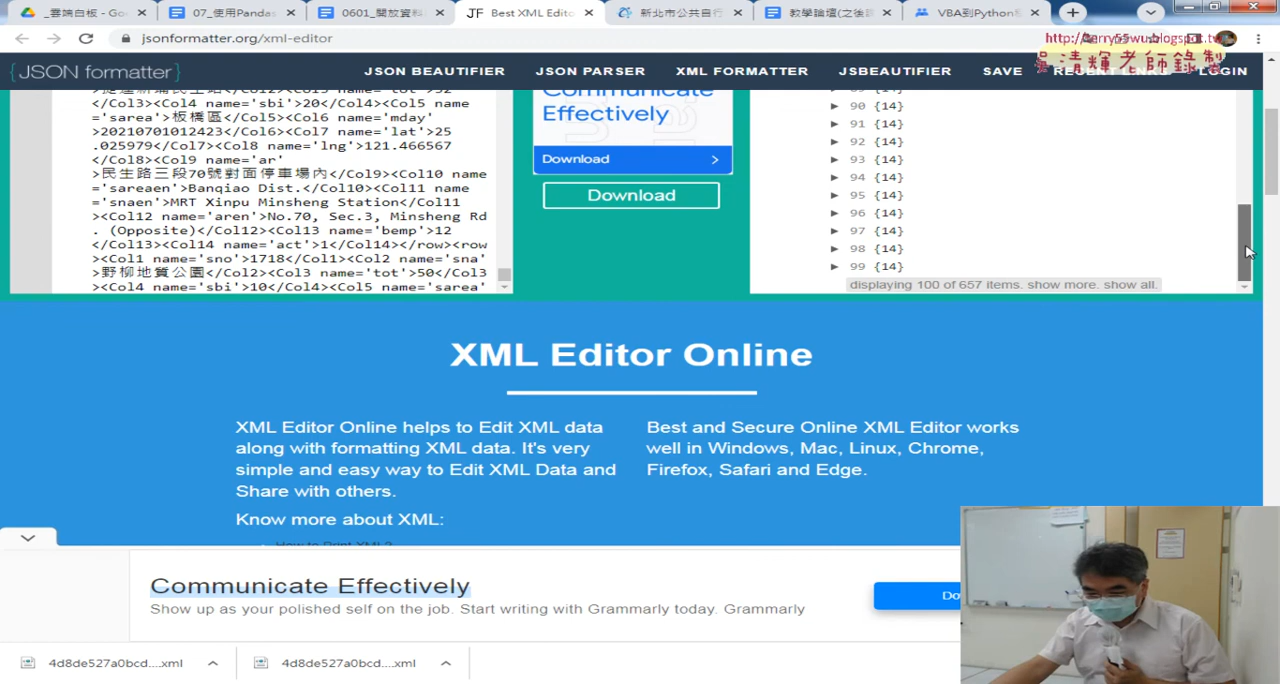 _雲端白板 - Go
07_使用Pandas
0601_開放資料
JF Best XML Edito
新北市公共自行
教學論壇(之後課
VBA到Python程
jsonformatter.org/xml-editor
http://terry55wu.blogspot.tw
吳清輝老師錄製
{JSON formatter}
JSON BEAUTIFIER
JSON PARSER
XML FORMATTER
JSBEAUTIFIER
SAVE
RECENT LINKS
LOGIN
</Col3><Col4 name='sbi'>20</Col4><Col5 name
='sarea'>板橋區</Col5><Col6 name='mday'
>20210701012423</Col6><Col7 name='lat'>25
.025979</Col7><Col8 name='lng'>121.466567
</Col8><Col9 name='ar'
>民生路三段70號對面停車場內</Col9><Col10 name
='sareaen'>Banqiao Dist.</Col10><Col11 name
='snaen'>MRT Xinpu Minsheng Station</Col11
><Col12 name='aren'>No.70, Sec.3, Minsheng Rd
. (Opposite)</Col12><Col13 name='bemp'>12
</Col13><Col14 name='act'>1</Col14></row><row
><Col1 name='sno'>1718</Col1><Col2 name='sna'
>野柳地質公園</Col2><Col3 name='tot'>50</Col3
><Col4 name='sbi'>10</Col4><Col5 name='sarea'
Communicate
Effectively
Download >
Download
89 {14}
90 {14}
91 {14}
92 {14}
93 {14}
94 {14}
95 {14}
96 {14}
97 {14}
98 {14}
99 {14}
displaying 100 of 657 items. show more. show all.
XML Editor Online
XML Editor Online helps to Edit XML data
along with formatting XML data. It's very
simple and easy way to Edit XML Data and
Share with others.
Know more about XML:
How to Print XML?
Best and Secure Online XML Editor works
well in Windows, Mac, Linux, Chrome,
Firefox, Safari and Edge.
Communicate Effectively
Show up as your polished self on the job. Start writing with Grammarly today. Grammarly
Do
4d8de527a0bcd....xml
4d8de527a0bcd....xml